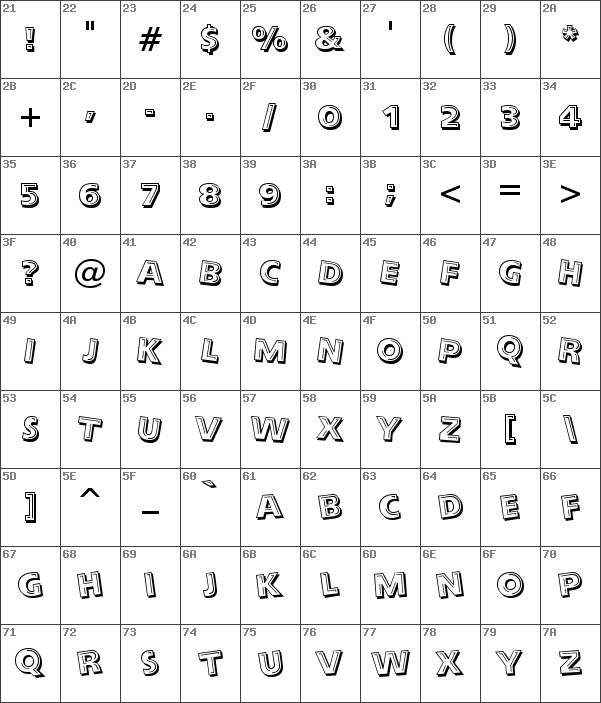 21 22 23 24 25 26 27 28 29 2A
! " # $ % & ' ( ) *
2B 2C 2D 2E 2F 30 31 32 33 34
+ , - . / 0 1 2 3 4
35 36 37 38 39 3A 3B 3C 3D 3E
5 6 7 8 9 : ; < = >
3F 40 41 42 43 44 45 46 47 48
? @ A B C D E F G H
49 4A 4B 4C 4D 4E 4F 50 51 52
I J K L M N O P Q R
53 54 55 56 57 58 59 5A 5B 5C
S T U V W X Y Z [ \
5D 5E 5F 60 61 62 63 64 65 66
] ^ _ ` A B C D E F
67 68 69 6A 6B 6C 6D 6E 6F 70
G H I J K L M N O P
71 72 73 74 75 76 77 78 79 7A
Q R S T U V W X Y Z